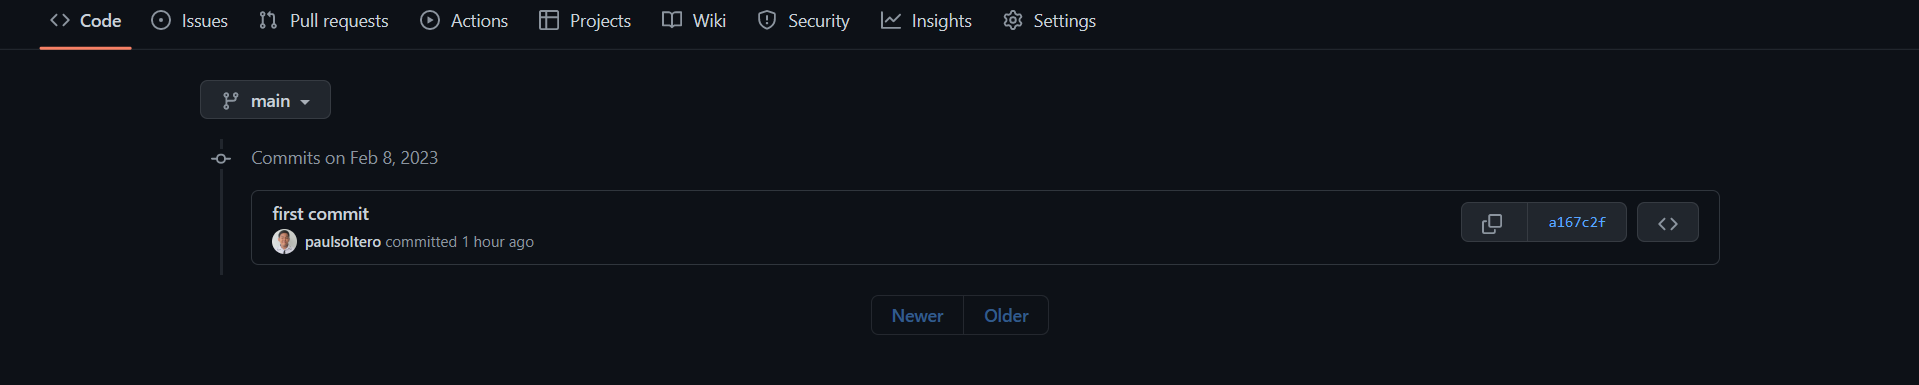 Code Issues Pull requests Actions Projects Wiki Security Insights Settings
main
Commits on Feb 8, 2023
first commit
a167c2f
paulsoltero committed 1 hour ago
Newer Older